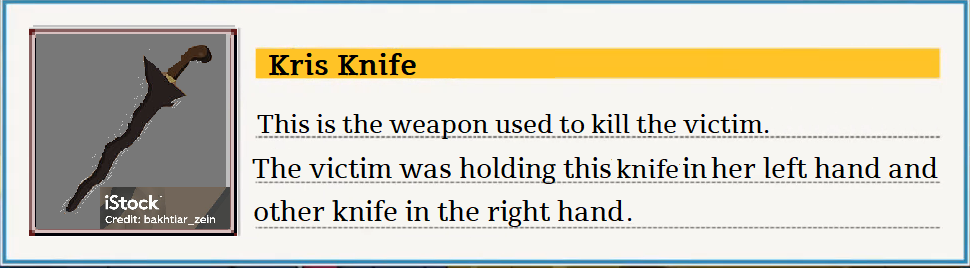 Kris Knife
This is the weapon used to kill the victim.
The victim was holding this knife in her left hand and
other knife in the right hand.
iStock
Credit: bakhtiar_zein